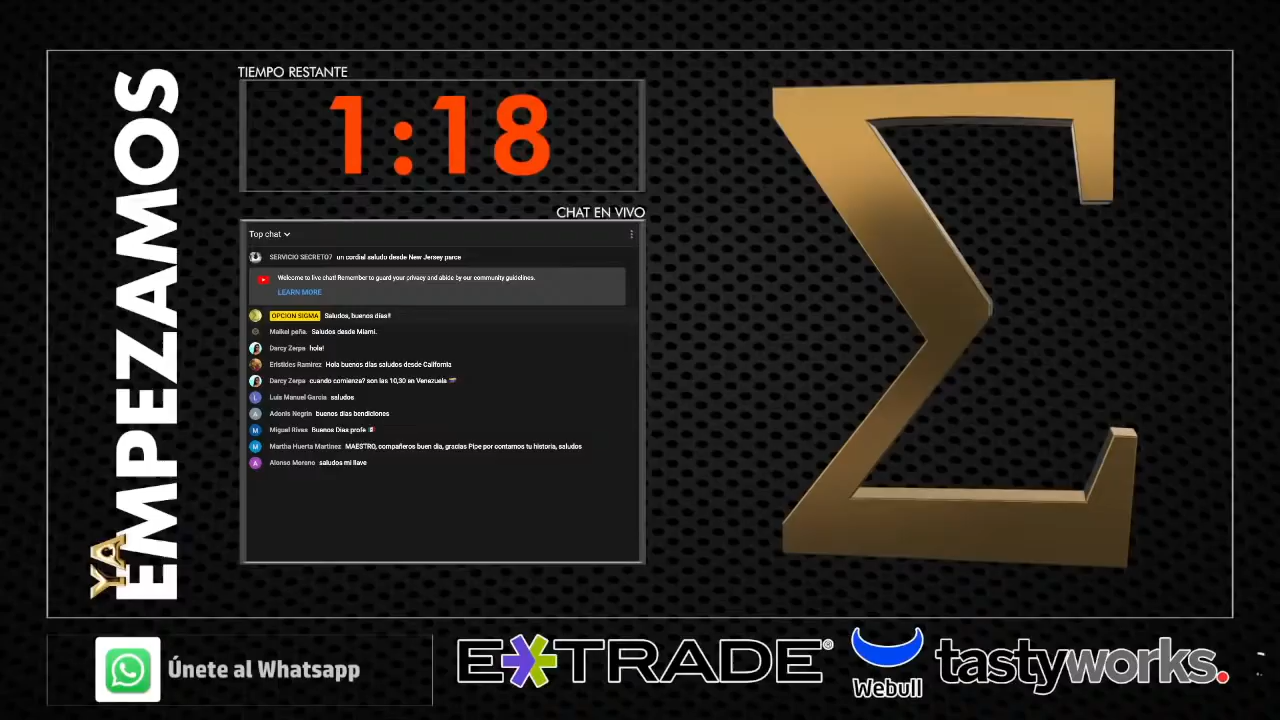 YA
EMPEZAMOS
TIEMPO RESTANTE
1:18
CHAT EN VIVO
Top chat
SERVICIO SECRETO7 un cordial saludo desde New Jersey parce
Welcome to live chat! Remember to guard your privacy and abide by our community guidelines.
LEARN MORE
OPCION SIGMA Saludos, buenos dias!!
Maikel peña. Saludos desde Miami.
Darcy Zerpa hola!
Eristides Ramirez Hola buenos días saludos desde California
Darcy Zerpa cuando comienza? son las 10,30 en Venezuela
L Luis Manuel Garcia saludos
A Adonis Negrin buenos dias bendiciones
M Miguel Rivas Buenos Dias profe
M Martha Huerta Martinez MAESTRO, compañeros buen dia, gracias Pipe por contarnos tu historia, saludos
A Alonso Moreno saludos mi llave
Σ
Únete al Whatsapp
E*TRADE®
Webull
tastyworks.